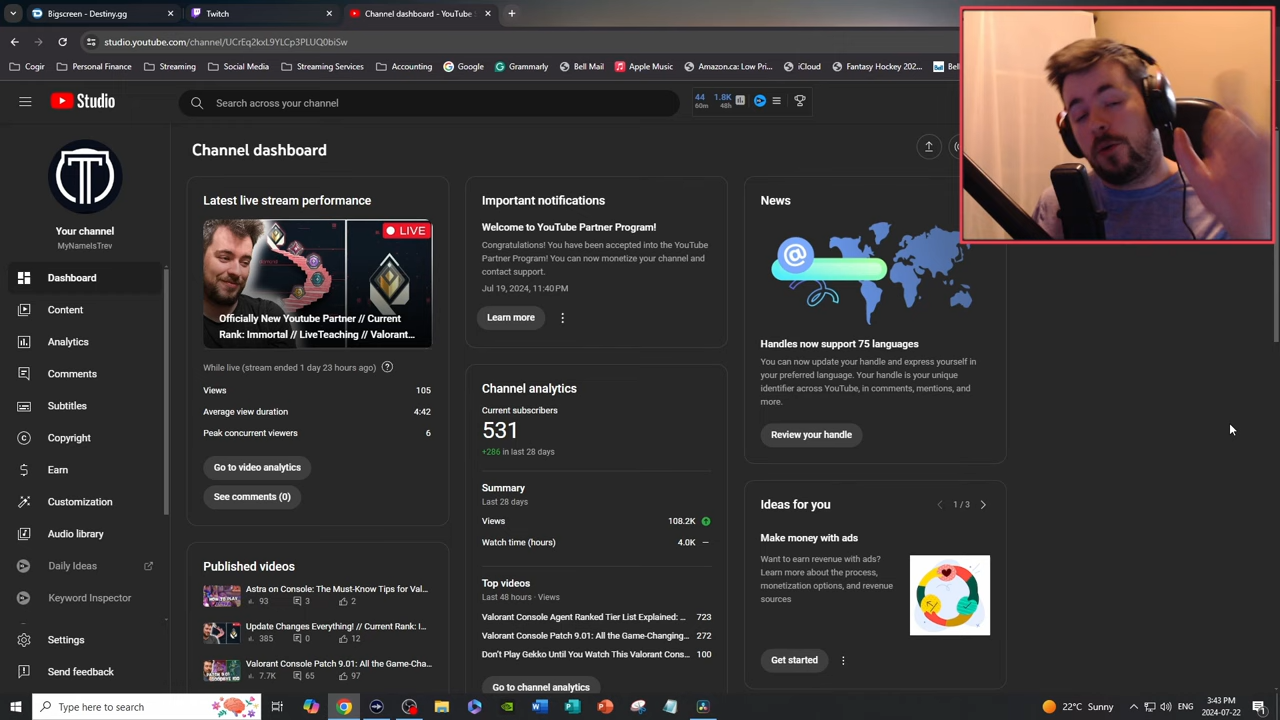 Bigscreen - Destiny.gg
Twitch
Channel dashboard - YouTube
studio.youtube.com/channel/UCrEq2kxL9YLCp3PLUQ0biSw
Cogir
Personal Finance
Streaming
Social Media
Streaming Services
Accounting
Google
Grammarly
Bell Mail
Apple Music
Amazon.ca: Low Pri...
iCloud
Fantasy Hockey 202...
Bell
Studio
Search across your channel
44 60m
1.8K 48h
Your channel
MyNameIsTrev
Dashboard
Content
Analytics
Comments
Subtitles
Copyright
Earn
Customization
Audio library
Daily Ideas
Keyword Inspector
Settings
Send feedback
Channel dashboard
Latest live stream performance
LIVE
Officially New Youtube Partner // Current
Rank: Immortal // LiveTeaching // Valorant...
While live (stream ended 1 day 23 hours ago)
Views 105
Average view duration 4:42
Peak concurrent viewers 6
Go to video analytics
See comments (0)
Published videos
Astra on Console: The Must-Know Tips for Val...
93 3 2
Update Changes Everything! // Current Rank: I...
383 0 12
Valorant Console Patch 9.01: All the Game-Cha...
7.7K 65 97
Important notifications
Welcome to YouTube Partner Program!
Congratulations! You have been accepted into the YouTube
Partner Program! You can now monetize your channel and
contact support.
Jul 19, 2024, 11:40 PM
Learn more
Channel analytics
Current subscribers
531
+286 in last 28 days
Summary
Last 28 days
Views 108.2K
Watch time (hours) 4.0K —
Top videos
Last 48 hours · Views
Valorent Console Agent Ranked Tier List Explained: ... 723
Valorant Console Patch 9.01: All the Game-Changing... 272
Don't Play Gekko Until You Watch This Valorant Cons... 100
Go to channel analytics
News
Handles now support 75 languages
You can now update your handle and express yourself in
your preferred language. Your handle is your unique
identifier across YouTube, in comments, mentions, and
more.
Review your handle
Ideas for you
1 / 3
Make money with ads
Want to earn revenue with ads?
Learn more about the process,
monetization options, and revenue
sources
Get started
Type here to search
22°C Sunny
ENG
3:43 PM
2024-07-22
1